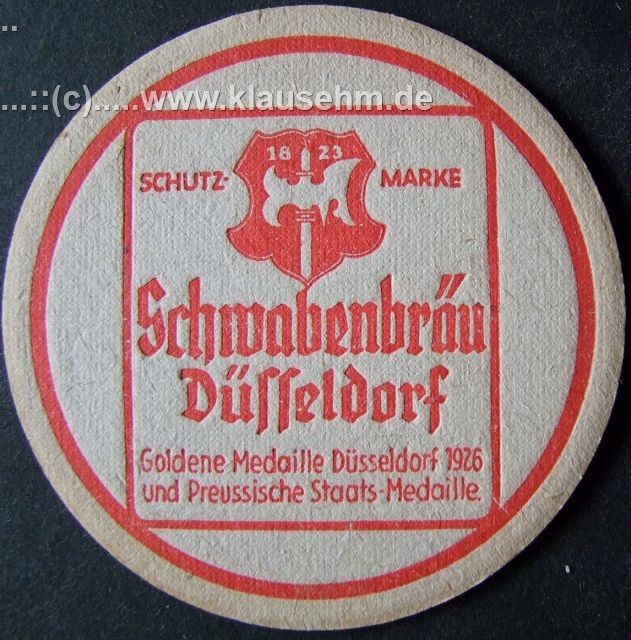 ...::(c).....www.klausehm.de
18 23
SCHUTZ- MARKE
Schwabenbräu
Düsseldorf
Goldene Medaille Düsseldorf 1926
und Preussische Staats-Medaille.